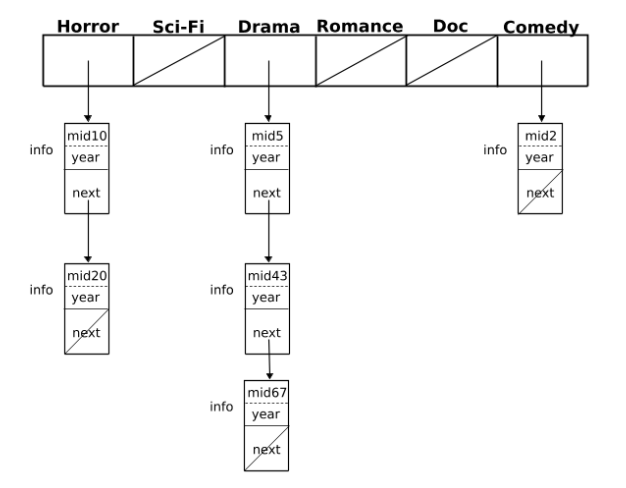 Horror Sci-Fi Drama Romance Doc Comedy
mid10 mid5 mid2
info info info
year year year
next next next
mid20 mid43
info info
year year
next next
mid67
info
year
next